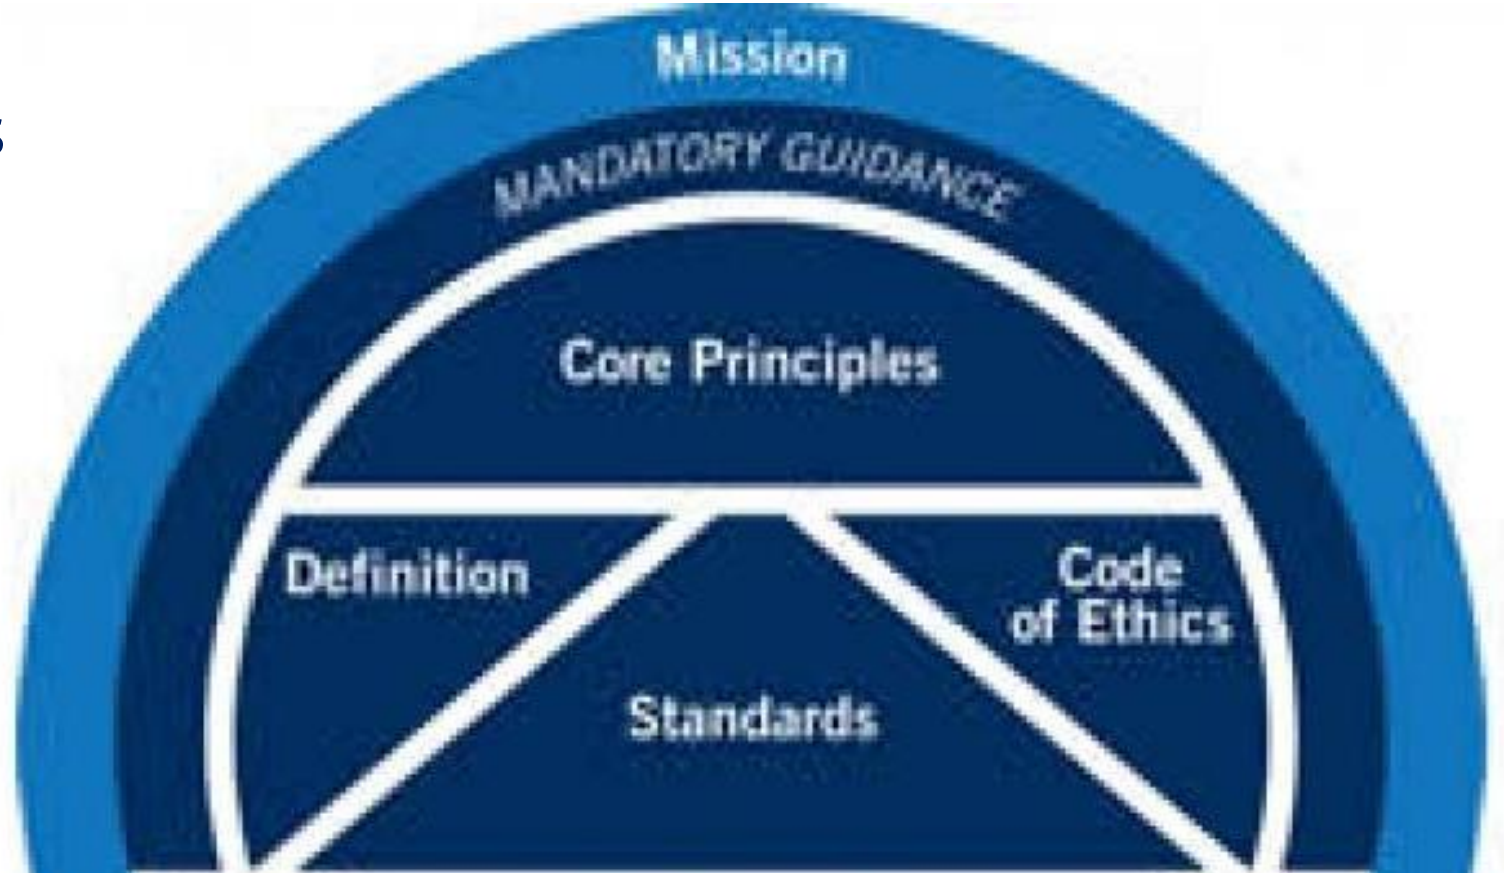 Mission
MANDATORY GUIDANCE
Core Principles
Definition
Code
of Ethics
Standards